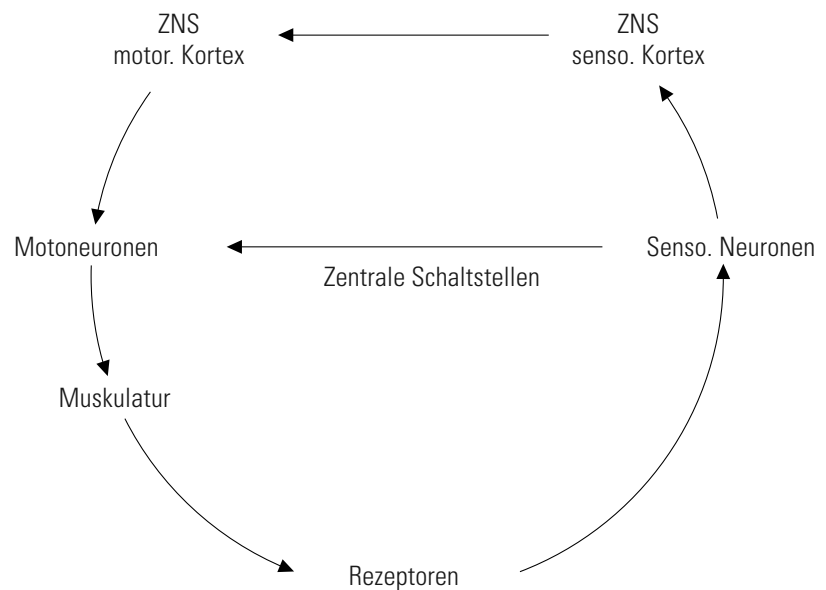 ZNS
motor. Kortex
ZNS
senso. Kortex
Motoneuronen
Senso. Neuronen
Zentrale Schaltstellen
Muskulatur
Rezeptoren